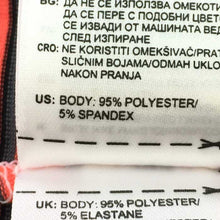 BG: ДА НЕ СЕ ИЗПОЛЗВА ОМЕКОТИ
ДА СЕ ПЕРЕ С ПОДОБНИ ЦВЕТ
СЕ ИЗВАДИ ОТ МАШИНАТА ВЕД
СЛЕД ИЗПИРАНЕ
CRO: NE KORISTITI OMEKŠIVAČ/PRAT
SLIČNIM BOJAMA/ODMAH UKLO
NAKON PRANJA
US: BODY: 95% POLYESTER/
5% SPANDEX
UK: BODY: 95% POLYESTER/
5% ELASTANE